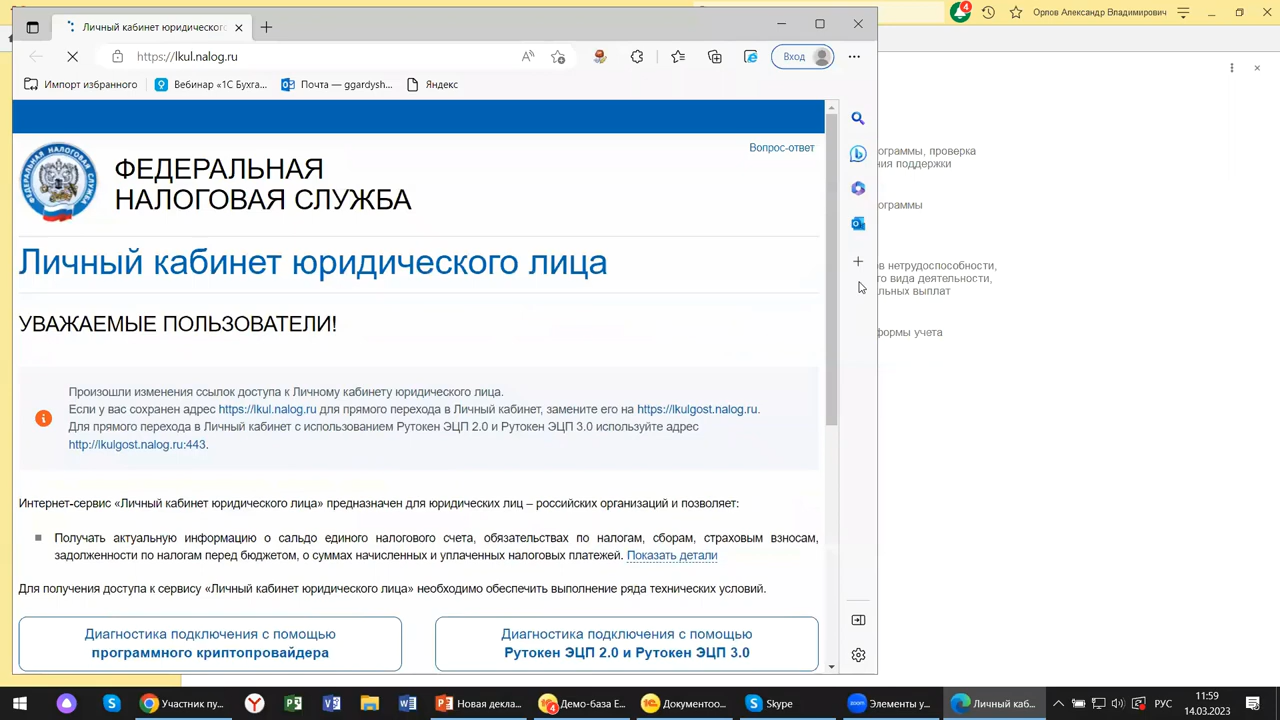 Орлов Александр Владимирович
4
Личный кабинет юридического
https://lkul.nalog.ru
Вход
Импорт избранного
Вебинар «1С Бухга...
Почта — ggardysh...
Яндекс
Вопрос-ответ
ФЕДЕРАЛЬНАЯ
НАЛОГОВАЯ СЛУЖБА
Личный кабинет юридического лица
УВАЖАЕМЫЕ ПОЛЬЗОВАТЕЛИ!
Произошли изменения ссылок доступа к Личному кабинету юридического лица.
Если у вас сохранен адрес https://lkul.nalog.ru для прямого перехода в Личный кабинет, замените его на https://lkulgost.nalog.ru.
Для прямого перехода в Личный кабинет с использованием Рутокен ЭЦП 2.0 и Рутокен ЭЦП 3.0 используйте адрес
http://lkulgost.nalog.ru:443.
Интернет-сервис «Личный кабинет юридического лица» предназначен для юридических лиц – российских организаций и позволяет:
Получать актуальную информацию о сальдо единого налогового счета, обязательствах по налогам, сборам, страховым взносам,
задолженности по налогам перед бюджетом, о суммах начисленных и уплаченных налоговых платежей. Показать детали
Для получения доступа к сервису «Личный кабинет юридического лица» необходимо обеспечить выполнение ряда технических условий.
Диагностика подключения с помощью
программного криптопровайдера
Диагностика подключения с помощью
Рутокен ЭЦП 2.0 и Рутокен ЭЦП 3.0
ограммы, проверка
ния поддержки
ограммы
в нетрудоспособности,
го вида деятельности,
альных выплат
формы учета
Участник пу...
Новая декла...
Демо-база Е...
Документоо...
Skype
Элементы у...
Личный каб...
РУС
11:59
14.03.2023